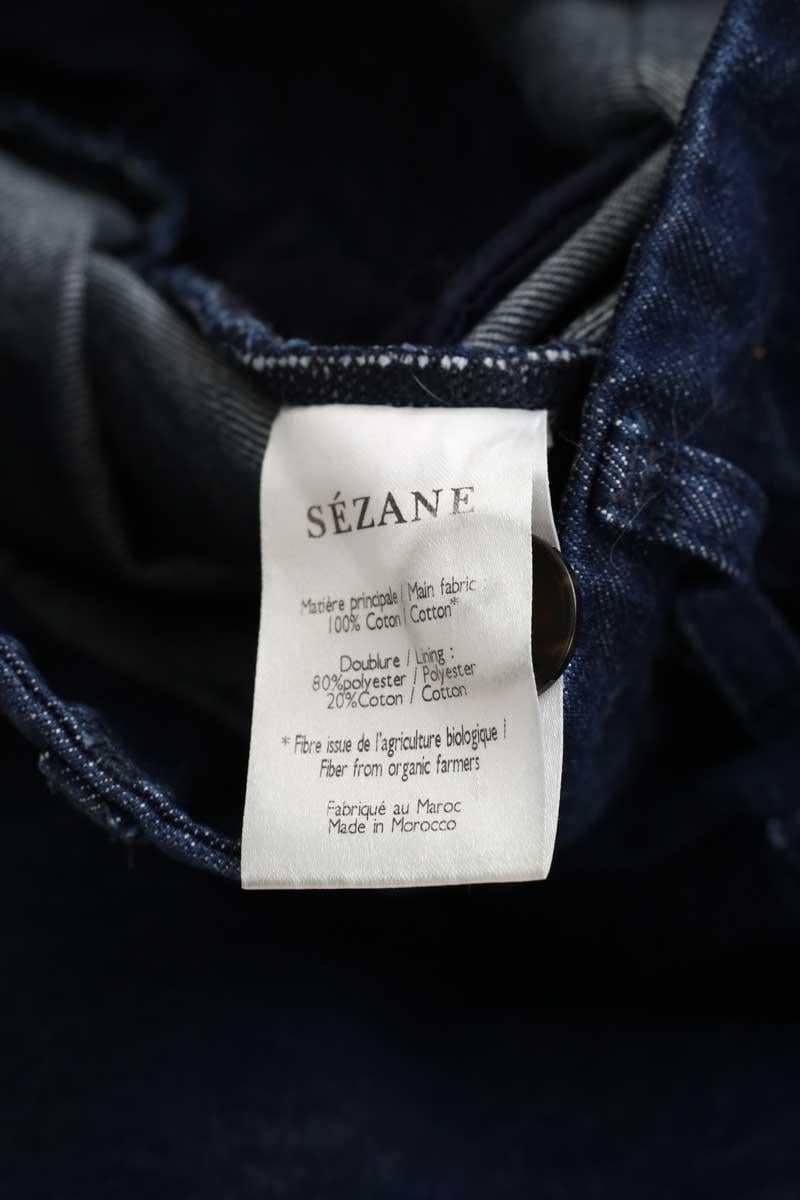 SÉZANE
Matière principale / Main fabric :
100% Coton / Cotton*
Doublure / Lining :
80%polyester / Polyester
20%Coton / Cotton
* Fibre issue de l'agriculture biologique /
Fiber from organic farmers
Fabriqué au Maroc
Made in Morocco